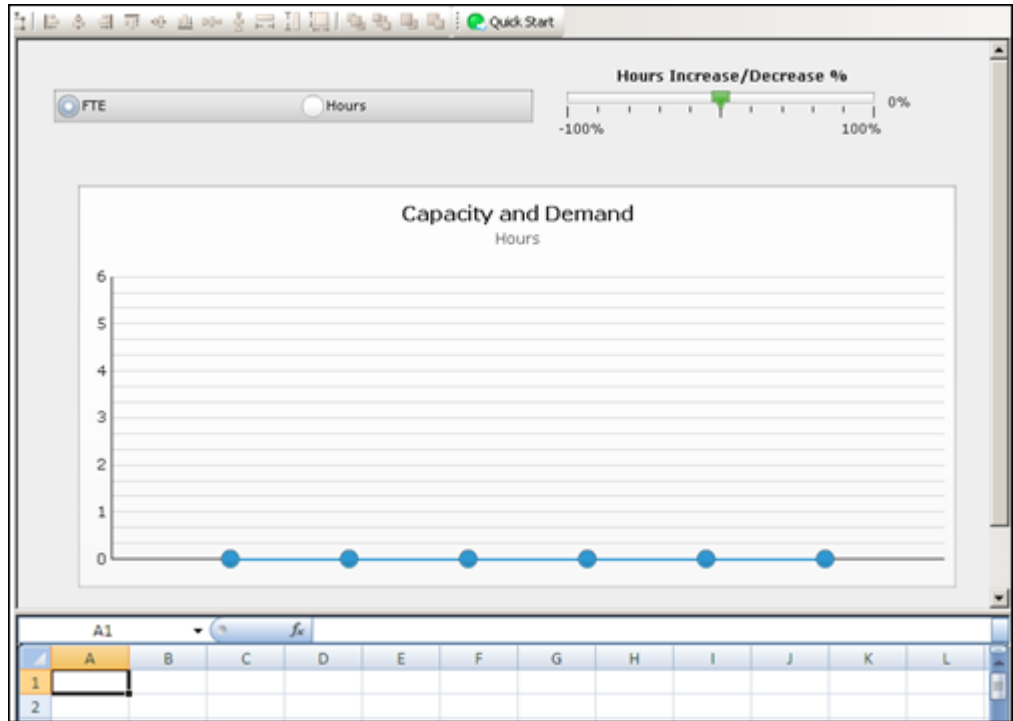 Quick Start
Hours Increase/Decrease %
FTE Hours 0%
-100% 100%
Capacity and Demand
Hours
6
5
4
3
2
1
0
A1 fx
A B C D E F G H I J K L
1
2